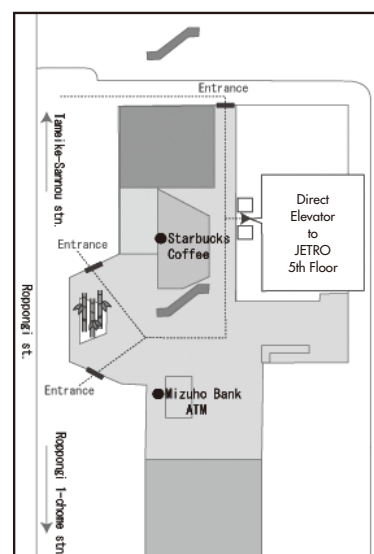 Entrance
Tameike-Sannou stn.
Direct
Elevator
to
JETRO
5th Floor
Starbucks
Coffee
Entrance
Roppongi st.
Entrance
Mizuho Bank
ATM
Roppongi 1-chome stn